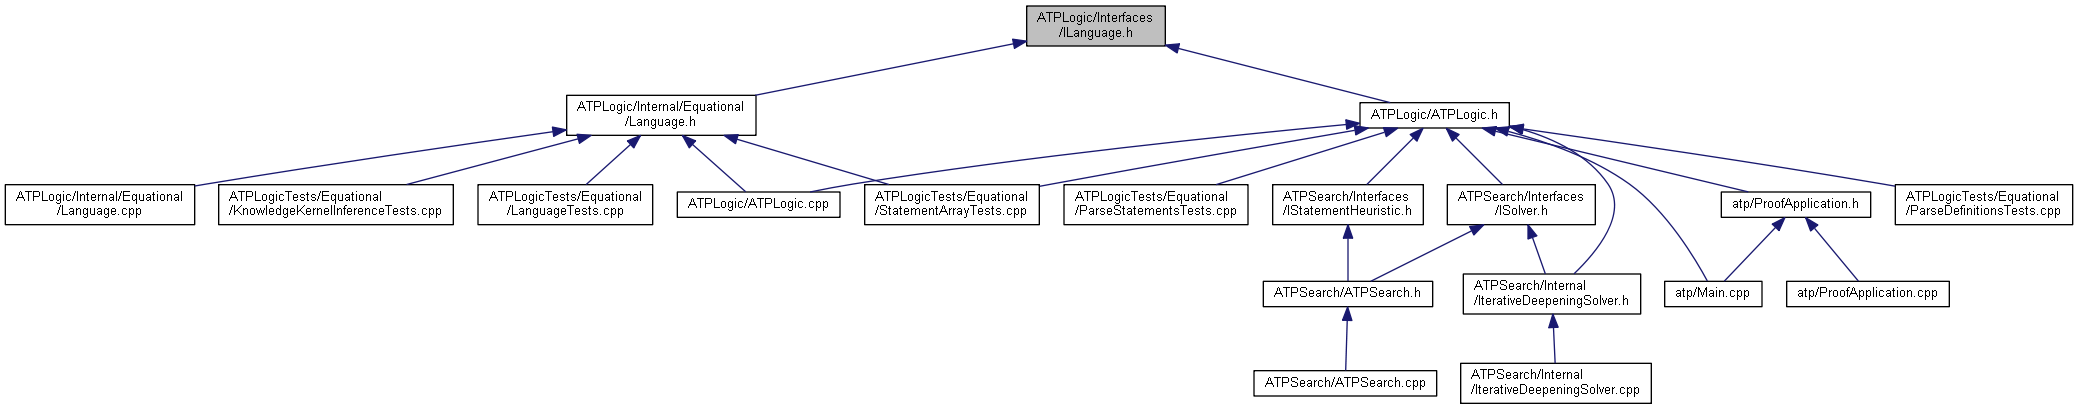 ATPLogic/Interfaces
/ILanguage.h
ATPLogic/Internal/Equational
/Language.h
ATPLogic/ATPLogic.h
ATPLogic/Internal/Equational
/Language.cpp
ATPLogicTests/Equational
/KnowledgeKernelInferenceTests.cpp
ATPLogicTests/Equational
/LanguageTests.cpp
ATPLogic/ATPLogic.cpp
ATPLogicTests/Equational
/StatementArrayTests.cpp
ATPLogicTests/Equational
/ParseStatementsTests.cpp
ATPSearch/Interfaces
/IStatementHeuristic.h
ATPSearch/Interfaces
/ISolver.h
atp/ProofApplication.h
ATPLogicTests/Equational
/ParseDefinitionsTests.cpp
ATPSearch/ATPSearch.h
ATPSearch/Internal
/IterativeDeepeningSolver.h
atp/Main.cpp
atp/ProofApplication.cpp
ATPSearch/ATPSearch.cpp
ATPSearch/Internal
/IterativeDeepeningSolver.cpp